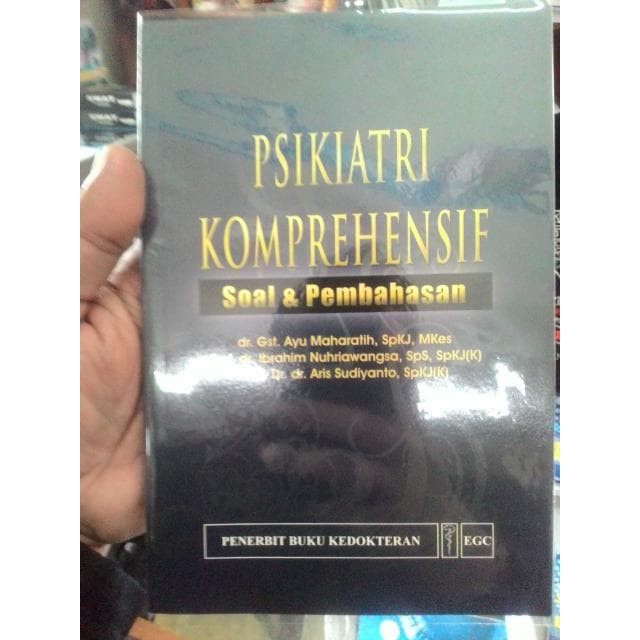 PSIKIATRI
KOMPREHENSIF
Soal & Pembahasan
dr. Gst. Ayu Maharatih, SpKJ, MKes
dr. Ibrahim Nuhriawangsa, SpS, SpKJ(K)
dr. Aris Sudiyanto, SpKJ(K)
PENERBIT BUKU KEDOKTERAN EGC